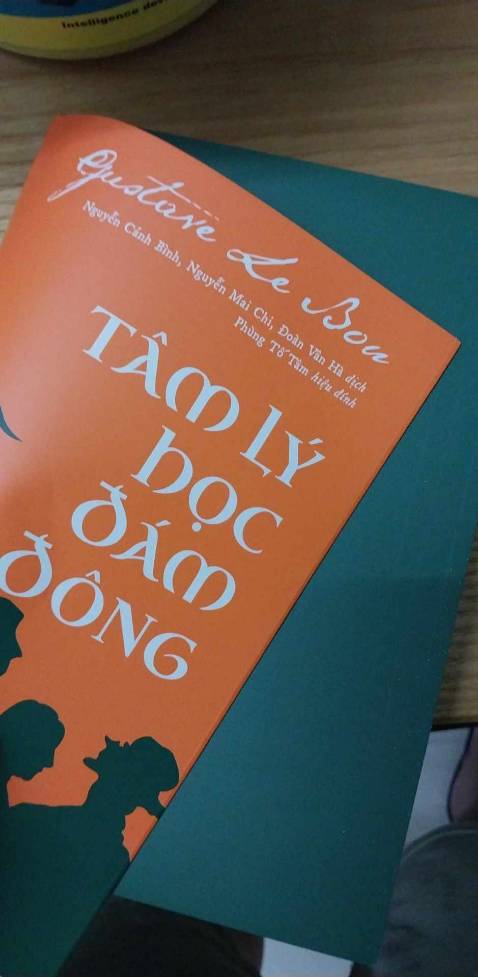 Intelligence
Gustave Le Bon
Nguyễn Cảnh Bình, Nguyễn Mai Chi, Đoàn Văn Hà dịch
Phùng Tố Tâm hiệu đính
TÂM LÝ
HỌC
ĐÁM
ĐÔNG